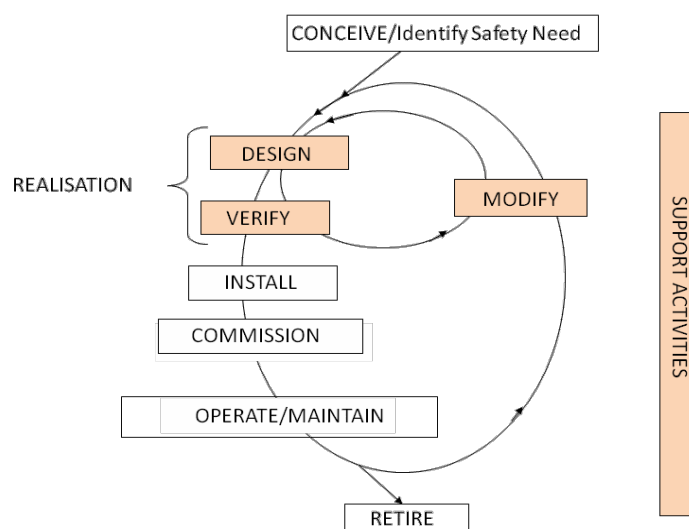 CONCEIVE/Identify Safety Need
DESIGN
REALISATION
MODIFY
VERIFY
INSTALL
COMMISSION
OPERATE/MAINTAIN
RETIRE
SUPPORT ACTIVITIES